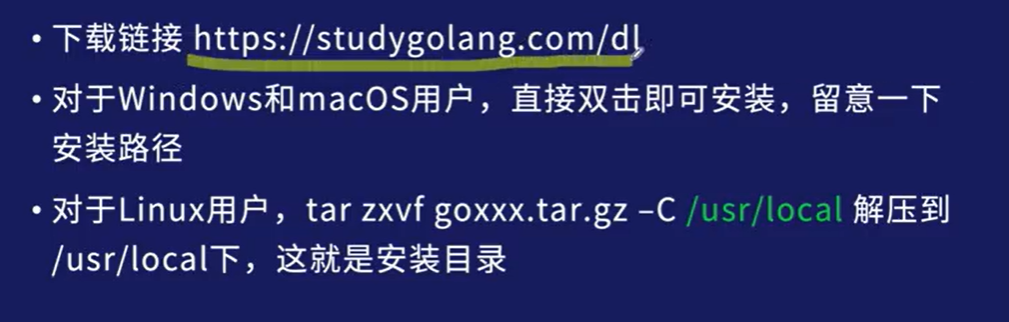 • 下载链接 https://studygolang.com/dl
• 对于Windows和macOS用户，直接双击即可安装，留意一下
安装路径
• 对于Linux用户，tar zxvf goxxx.tar.gz –C /usr/local 解压到
/usr/local下，这就是安装目录